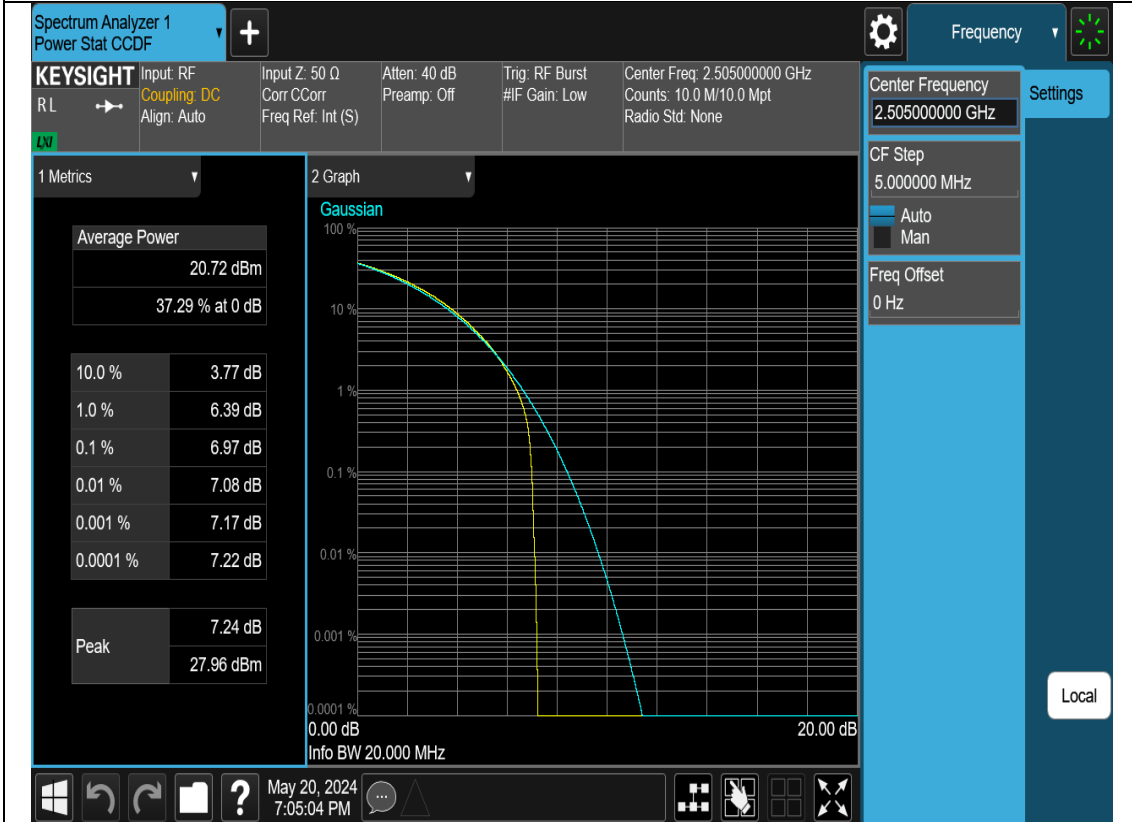 Spectrum Analyzer 1
Power Stat CCDF
+
Frequency
KEYSIGHT
RL
LXI
Input: RF
Coupling: DC
Align: Auto
Input Z: 50 Ω
Corr CCorr
Freq Ref: Int (S)
Atten: 40 dB
Preamp: Off
Trig: RF Burst
#IF Gain: Low
Center Freq: 2.505000000 GHz
Counts: 10.0 M/10.0 Mpt
Radio Std: None
Center Frequency
2.505000000 GHz
Settings
CF Step
5.000000 MHz
Auto
Man
Freq Offset
0 Hz
1 Metrics
Average Power
20.72 dBm
37.29 % at 0 dB
10.0 % 3.77 dB
1.0 % 6.39 dB
0.1 % 6.97 dB
0.01 % 7.08 dB
0.001 % 7.17 dB
0.0001 % 7.22 dB
Peak
7.24 dB
27.96 dBm
2 Graph
Gaussian
100 %
10 %
1 %
0.1 %
0.01 %
0.001 %
0.0001 %
0.00 dB 20.00 dB
Info BW 20.000 MHz
Local
?
May 20, 2024
7:05:04 PM